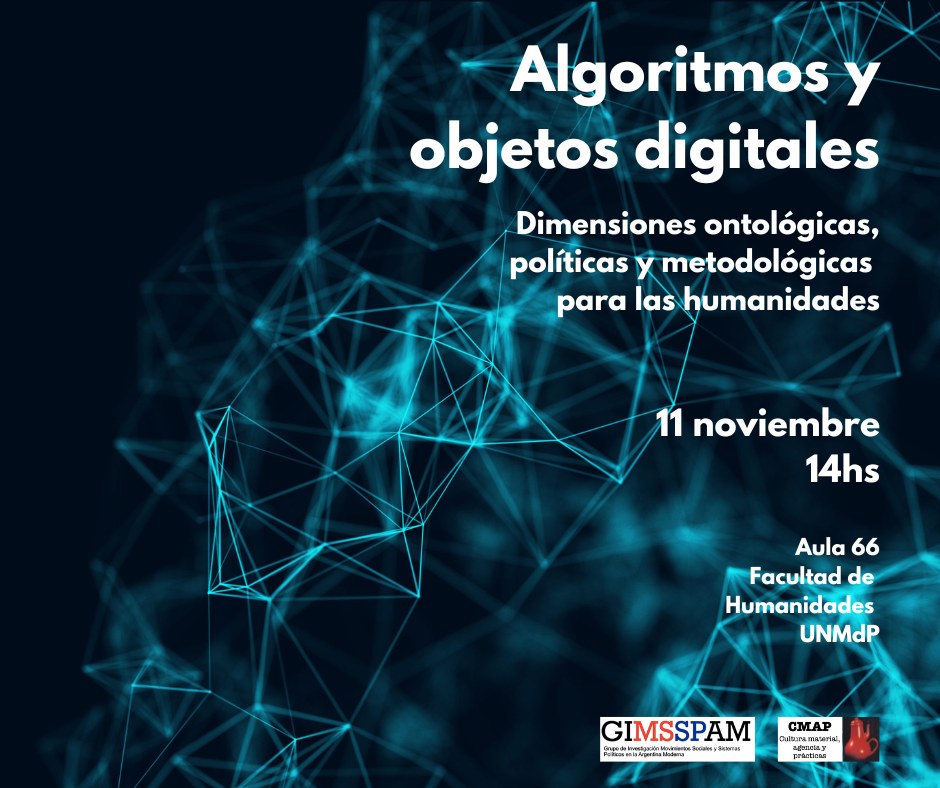 Algoritmos y
objetos digitales
Dimensiones ontológicas,
políticas y metodológicas
para las humanidades
11 noviembre
14hs
Aula 66
Facultad de
Humanidades
UNMdP
GIMSSPAM
Grupo de Investigación Movimientos Sociales y Sistemas
Políticos en la Argentina Moderna
CMAP
Cultura material,
agencia y
prácticas